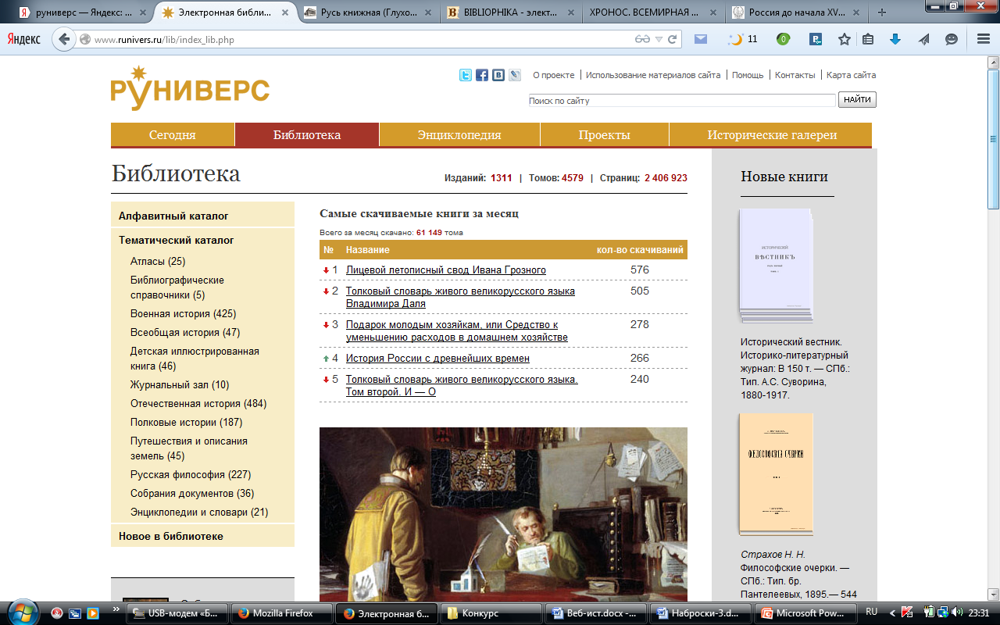 руниверс — Яндекс: ...
Электронная библи...
Русь книжная (Глухо...
BIBLIOPHIKA - элект...
ХРОНОС. ВСЕМИРНАЯ ...
Россия до начала XV...
Яндекс
www.runivers.ru/lib/index_lib.php
11
0
РУНИВЕРС
О проекте | Использование материалов сайта | Помощь | Контакты | Карта сайта
Поиск по сайту
НАЙТИ
Сегодня
Библиотека
Энциклопедия
Проекты
Исторические галереи
Библиотека
Изданий: 1311 | Томов: 4579 | Страниц: 2 406 923
Алфавитный каталог
Тематический каталог
Атласы (25)
Библиографические
справочники (5)
Военная история (425)
Всеобщая история (47)
Детская иллюстрированная
книга (46)
Журнальный зал (10)
Отечественная история (484)
Полковые истории (187)
Путешествия и описания
земель (45)
Русская философия (227)
Собрания документов (36)
Энциклопедии и словари (21)
Новое в библиотеке
Самые скачиваемые книги за месяц
Всего за месяц скачано: 61 149 тома
№ Название кол-во скачиваний
1 Лицевой летописный свод Ивана Грозного 576
2 Толковый словарь живого великорусского языка 505
Владимира Даля
3 Подарок молодым хозяйкам, или Средство к 278
уменьшению расходов в домашнем хозяйстве
4 История России с древнейших времен 266
5 Толковый словарь живого великорусского языка. 240
Том второй. И — О
Новые книги
ИСТОРИЧЕСКІЙ
ВѢСТНИКЪ
Исторический вестник.
Историко-литературный
журнал: В 150 т. — СПб.:
Тип. А.С. Суворина,
1880-1917.
ФИЛОСОФСКІЕ ОЧЕРКИ
Страхов Н. Н.
Философские очерки. —
СПб.: Тип. бр.
Пантелеевых, 1895.— 544
USB-модем «Б...
Mozilla Firefox
Электронная б...
Конкурс
Веб-ист.docx -...
Наброски-3.d...
Microsoft Pow...
RU
23:31